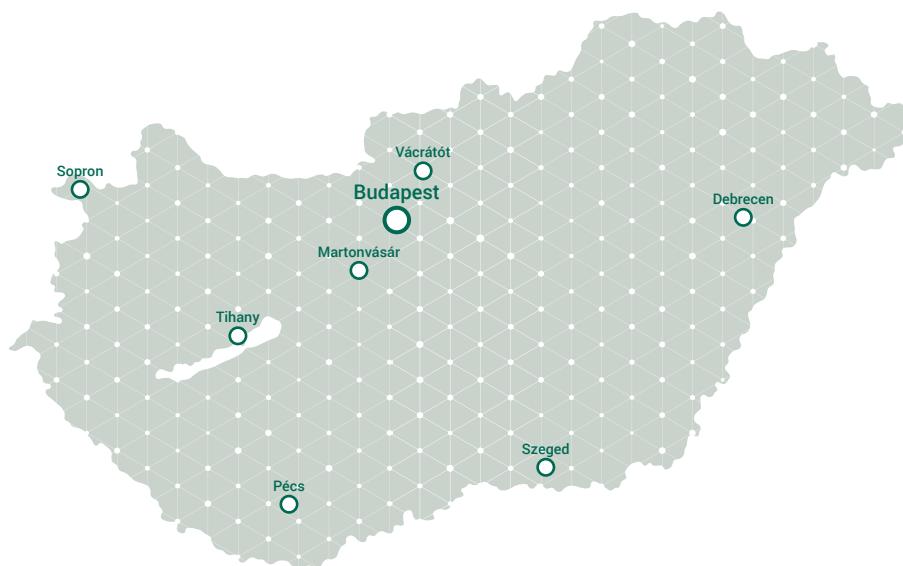 Vácrátót
Sopron
Budapest
Debrecen
Martonvásár
Tihany
Szeged
Pécs